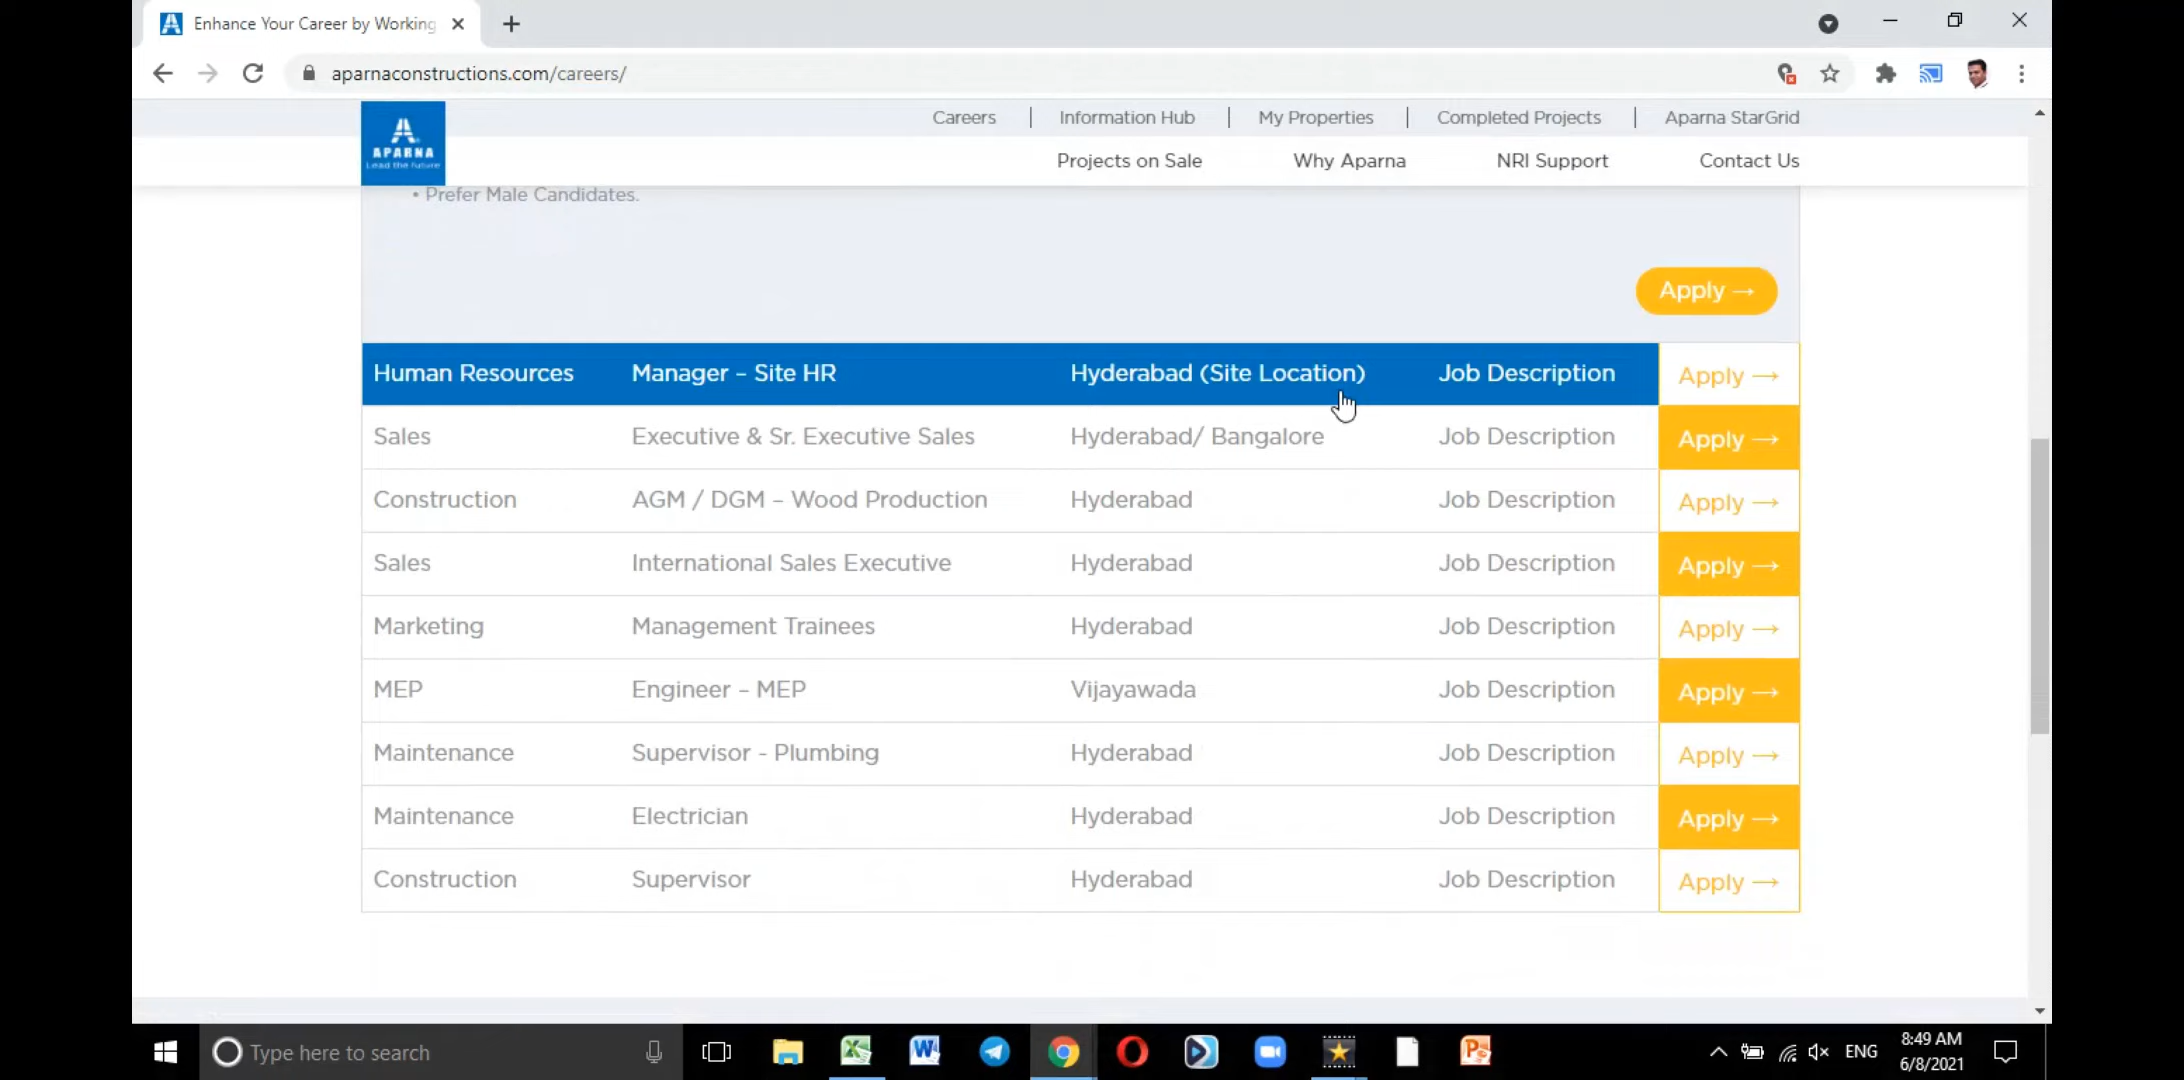 Enhance Your Career by Working
aparnaconstructions.com/careers/
APARNA
Lead the Future
Careers | Information Hub | My Properties | Completed Projects | Aparna StarGrid
Projects on Sale Why Aparna NRI Support Contact Us
• Prefer Male Candidates.
Apply →
Human Resources Manager – Site HR Hyderabad (Site Location) Job Description Apply →
Sales Executive & Sr. Executive Sales Hyderabad/ Bangalore Job Description Apply →
Construction AGM / DGM – Wood Production Hyderabad Job Description Apply →
Sales International Sales Executive Hyderabad Job Description Apply →
Marketing Management Trainees Hyderabad Job Description Apply →
MEP Engineer – MEP Vijayawada Job Description Apply →
Maintenance Supervisor - Plumbing Hyderabad Job Description Apply →
Maintenance Electrician Hyderabad Job Description Apply →
Construction Supervisor Hyderabad Job Description Apply →
Type here to search
ENG
8:49 AM
6/8/2021